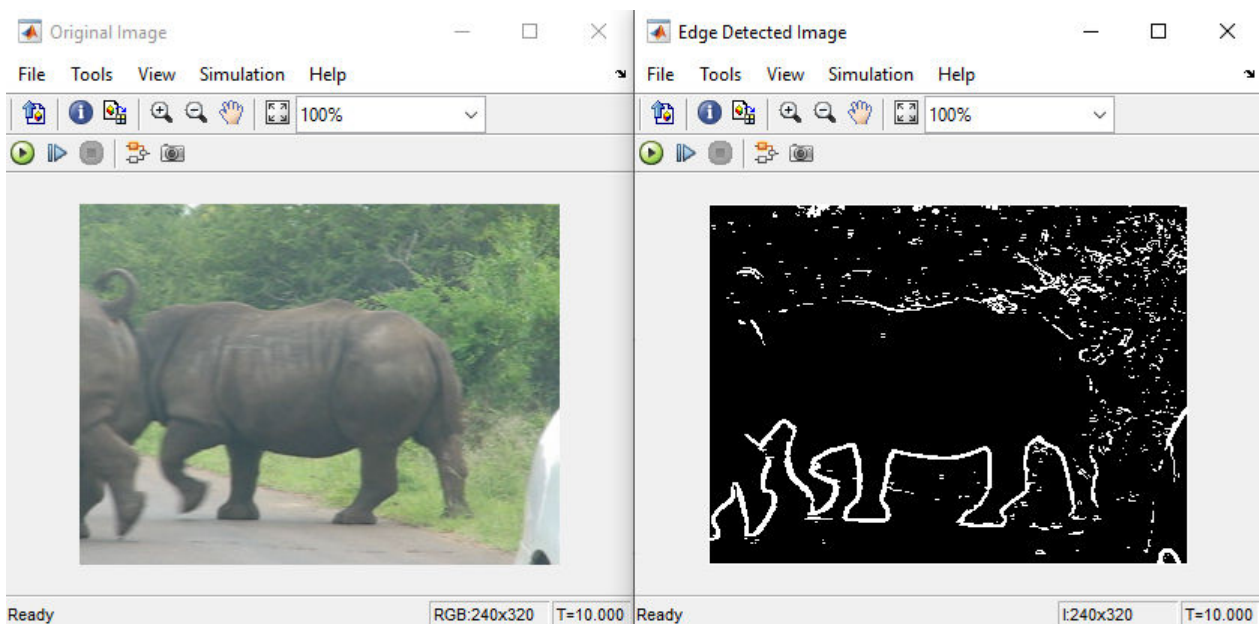 Original Image
File Tools View Simulation Help
100%
Ready RGB:240x320 T=10.000
Edge Detected Image
File Tools View Simulation Help
100%
Ready I:240x320 T=10.000